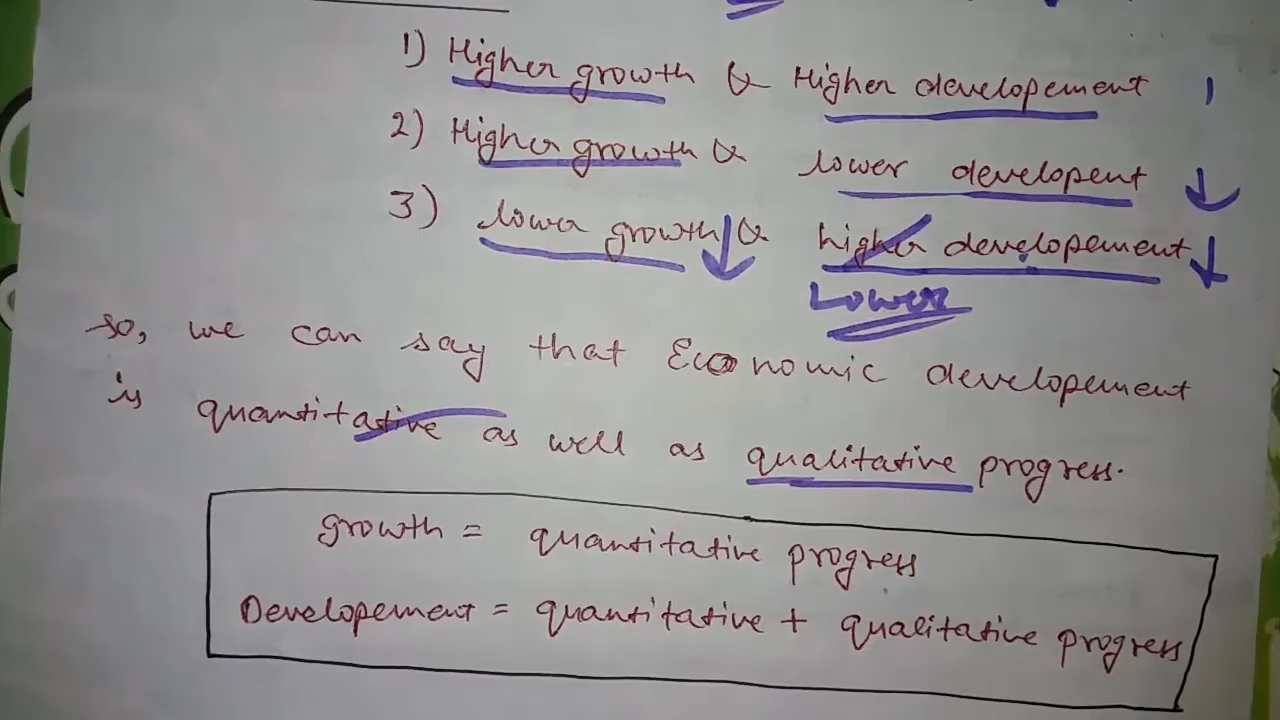 1) Higher growth & Higher developement
2) Higher growth & lower developent ↓
3) lower growth ↓ & higher developement ↓
Lower
so, we can say that Economic developement
is quantitative as well as qualitative progress.
growth = quantitative progress
Developement = quantitative + qualitative progress